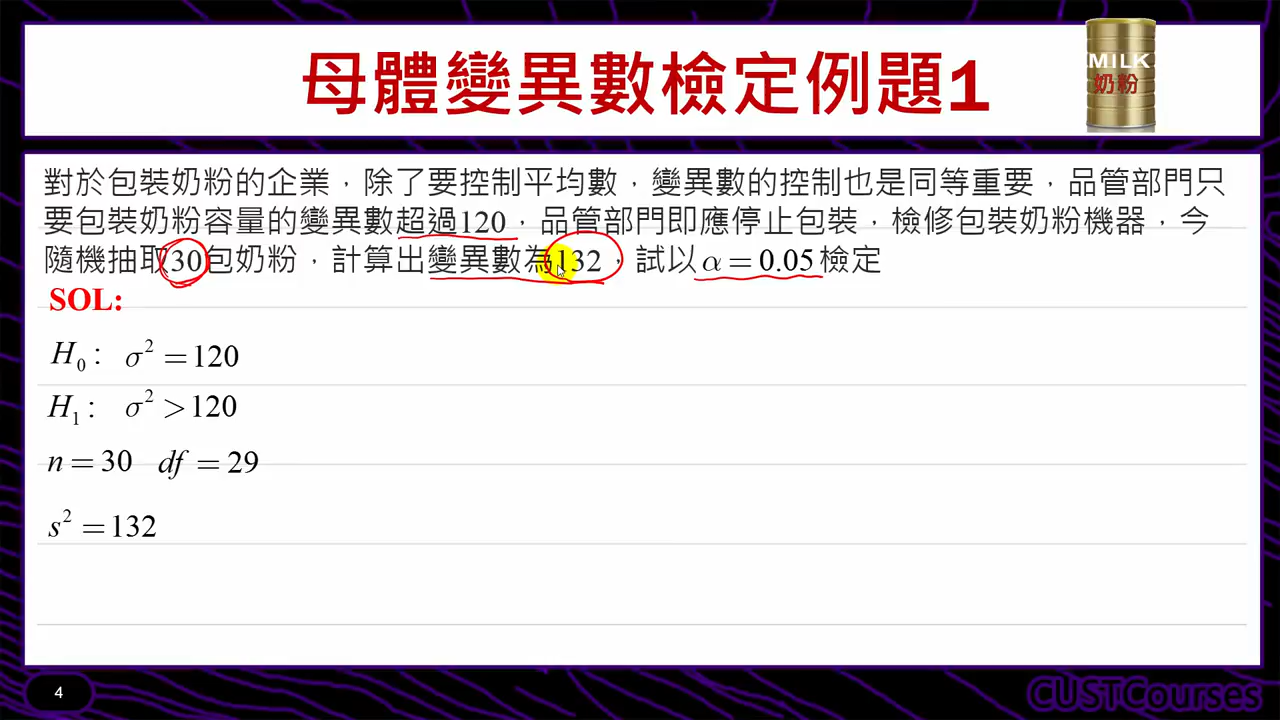 母體變異數檢定例題1
MILK
奶粉
對於包裝奶粉的企業，除了要控制平均數，變異數的控制也是同等重要，品管部門只
要包裝奶粉容量的變異數超過120，品管部門即應停止包裝，檢修包裝奶粉機器，今
隨機抽取30包奶粉，計算出變異數為132，試以 α = 0.05 檢定
SOL:
H₀ : σ² = 120
H₁ : σ² > 120
n = 30 df = 29
s² = 132
4
CUSTCourses